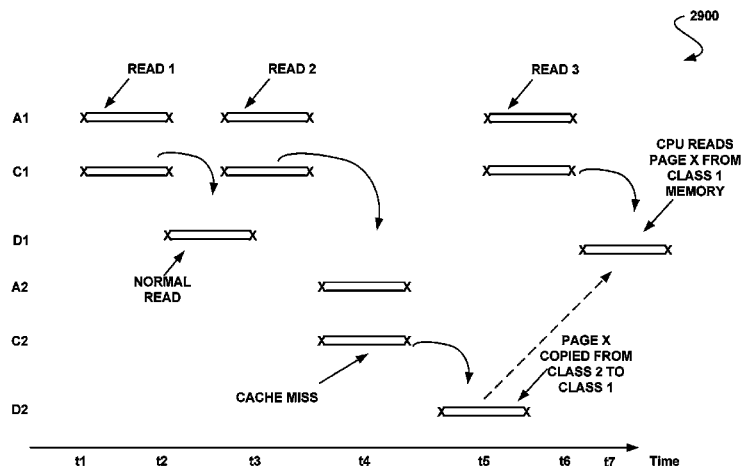 2900
READ 1
READ 2
READ 3
A1
X X
X X
X X
CPU READS
PAGE X FROM
CLASS 1
MEMORY
C1
X X
X X
X X
D1
X X
X X
NORMAL
READ
A2
X X
C2
X X
PAGE X
COPIED FROM
CLASS 2 TO
CLASS 1
CACHE MISS
D2
X X
t1
t2
t3
t4
t5
t6
t7
Time